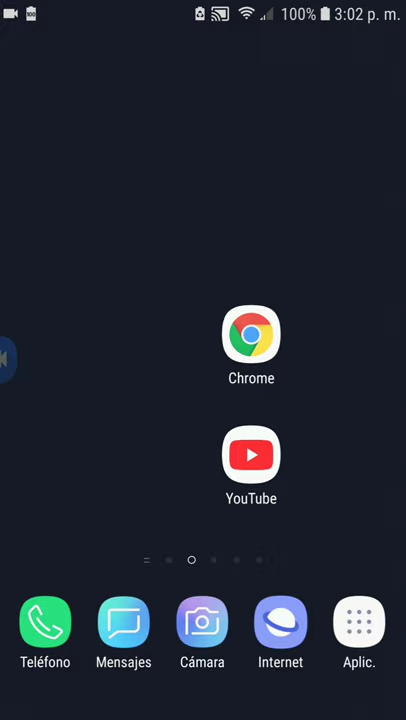 100% 3:02 p. m.
Chrome
YouTube
Teléfono Mensajes Cámara Internet Aplic.